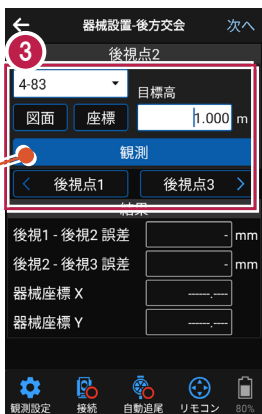 ← 器械設置-後方交会 次へ
3 後視点2
4-83 目標高
図面 座標 1.000 m
観測
< 後視点1 後視点3 >
結果
後視1 - 後視2 誤差 - mm
後視2 - 後視3 誤差 - mm
器械座標 X ------.----
器械座標 Y ------.----
観測設定 接続 自動追尾 リモコン 80%